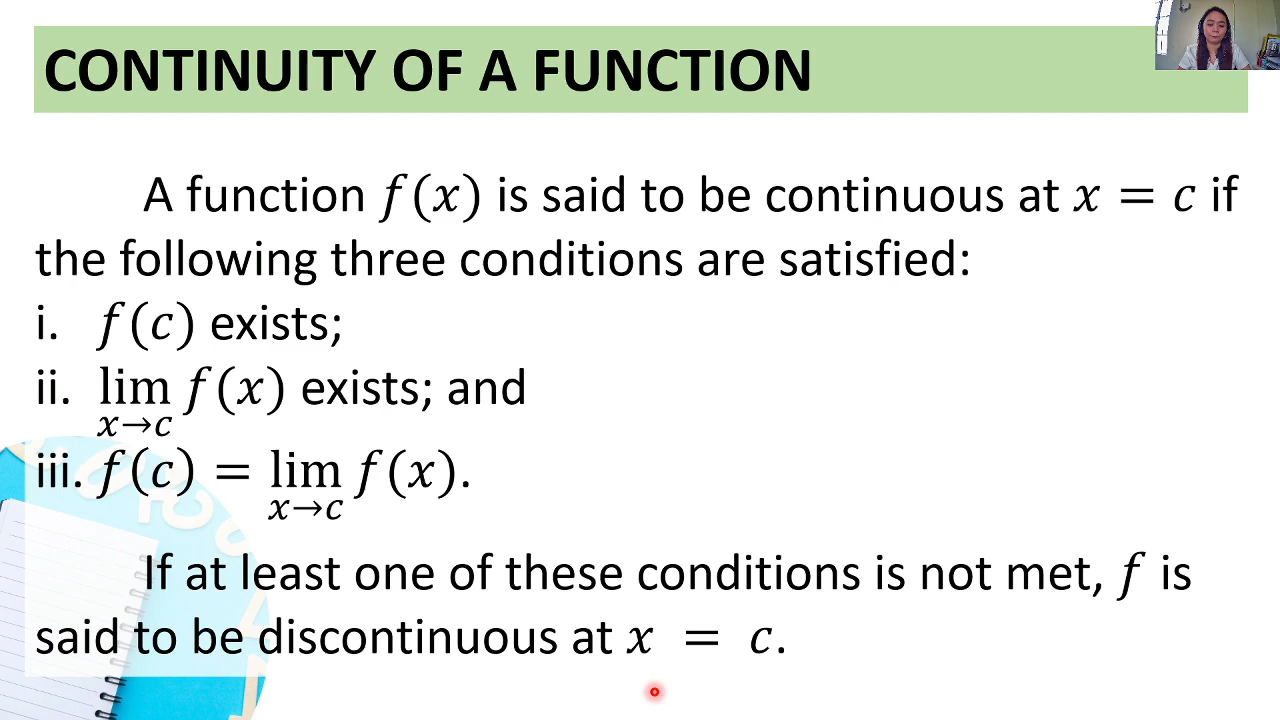 CONTINUITY OF A FUNCTION
A function f(x) is said to be continuous at x = c if
the following three conditions are satisfied:
i. f(c) exists;
ii. lim f(x) exists; and
x→c
iii. f(c) = lim f(x).
x→c
If at least one of these conditions is not met, f is
said to be discontinuous at x = c.